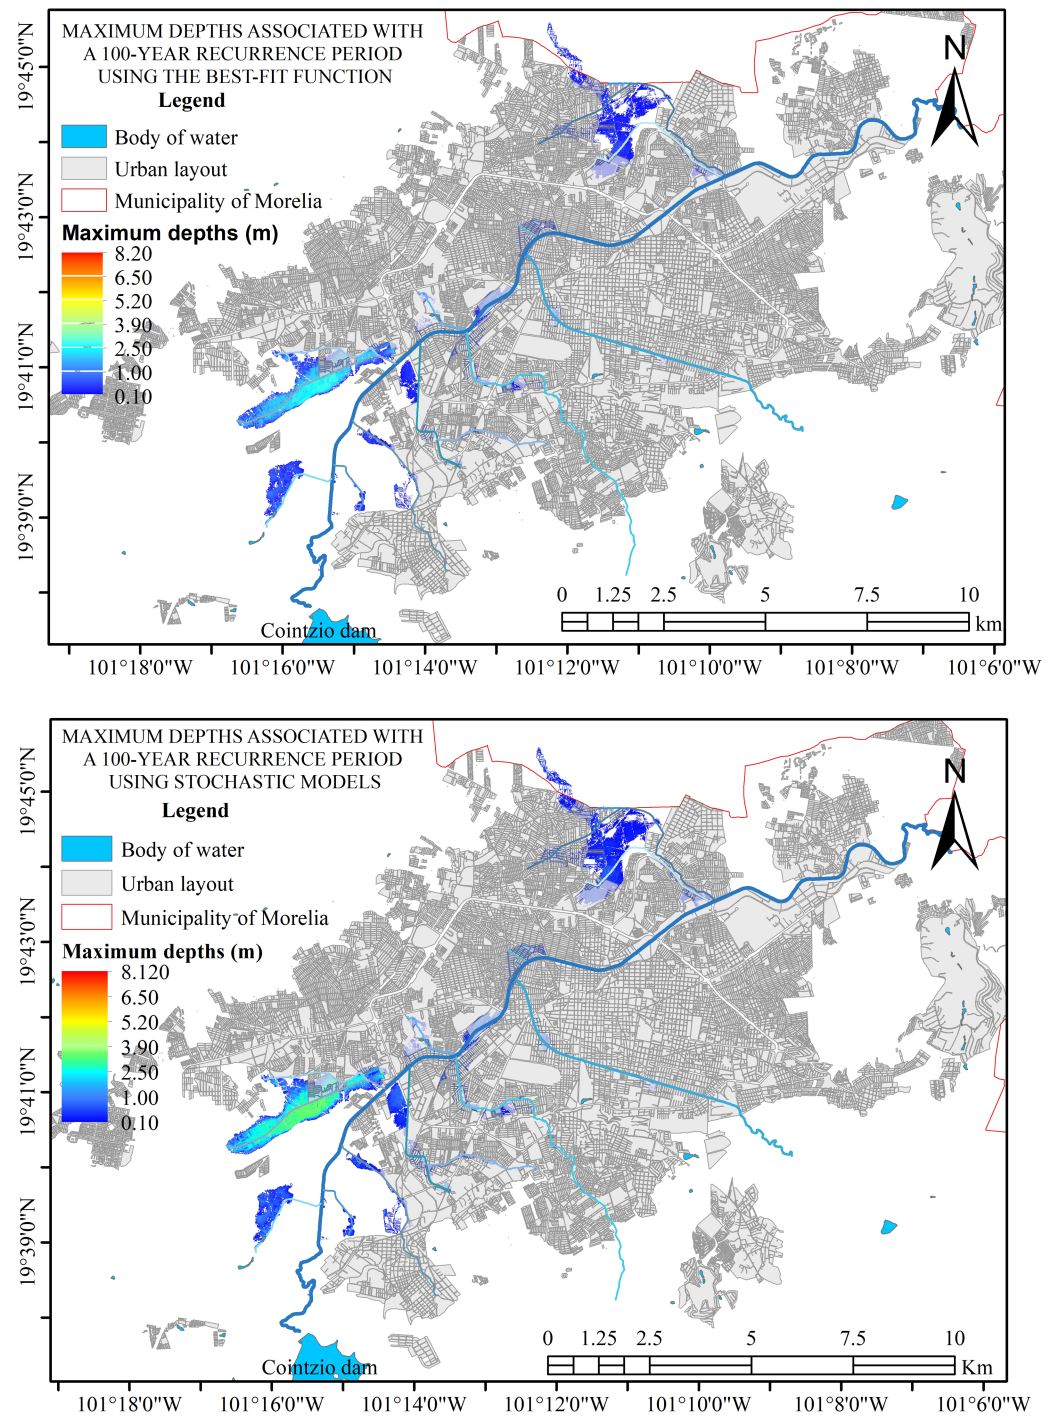 MAXIMUM DEPTHS ASSOCIATED WITH
A 100-YEAR RECURRENCE PERIOD
USING THE BEST-FIT FUNCTION
Legend
Body of water
Urban layout
Municipality of Morelia
Maximum depths (m)
8.20
6.50
5.20
3.90
2.50
1.00
0.10
N
19°45'0"N
19°43'0"N
19°41'0"N
19°39'0"N
Cointzio dam
0 1.25 2.5 5 7.5 10
km
101°18'0"W 101°16'0"W 101°14'0"W 101°12'0"W 101°10'0"W 101°8'0"W 101°6'0"W
MAXIMUM DEPTHS ASSOCIATED WITH
A 100-YEAR RECURRENCE PERIOD
USING STOCHASTIC MODELS
Legend
Body of water
Urban layout
Municipality of Morelia
Maximum depths (m)
8.120
6.50
5.20
3.90
2.50
1.00
0.10
N
19°45'0"N
19°43'0"N
19°41'0"N
19°39'0"N
Cointzio dam
0 1.25 2.5 5 7.5 10
Km
101°18'0"W 101°16'0"W 101°14'0"W 101°12'0"W 101°10'0"W 101°8'0"W 101°6'0"W